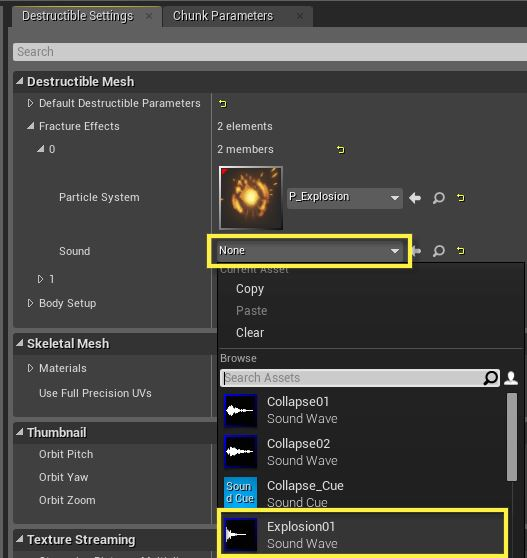 Destructible Settings × Chunk Parameters ×
Search
Destructible Mesh
Default Destructible Parameters
Fracture Effects 2 elements
0 2 members
Particle System P_Explosion
Sound None
Current Asset
1
Copy
Body Setup
Paste
Clear
Skeletal Mesh
Browse
Materials
Search Assets
Use Full Precision UVs
Collapse01
Sound Wave
Thumbnail
Collapse02
Sound Wave
Orbit Pitch
Orbit Yaw
Soun
d Cue
Collapse_Cue
Sound Cue
Orbit Zoom
Explosion01
Sound Wave
Texture Streaming